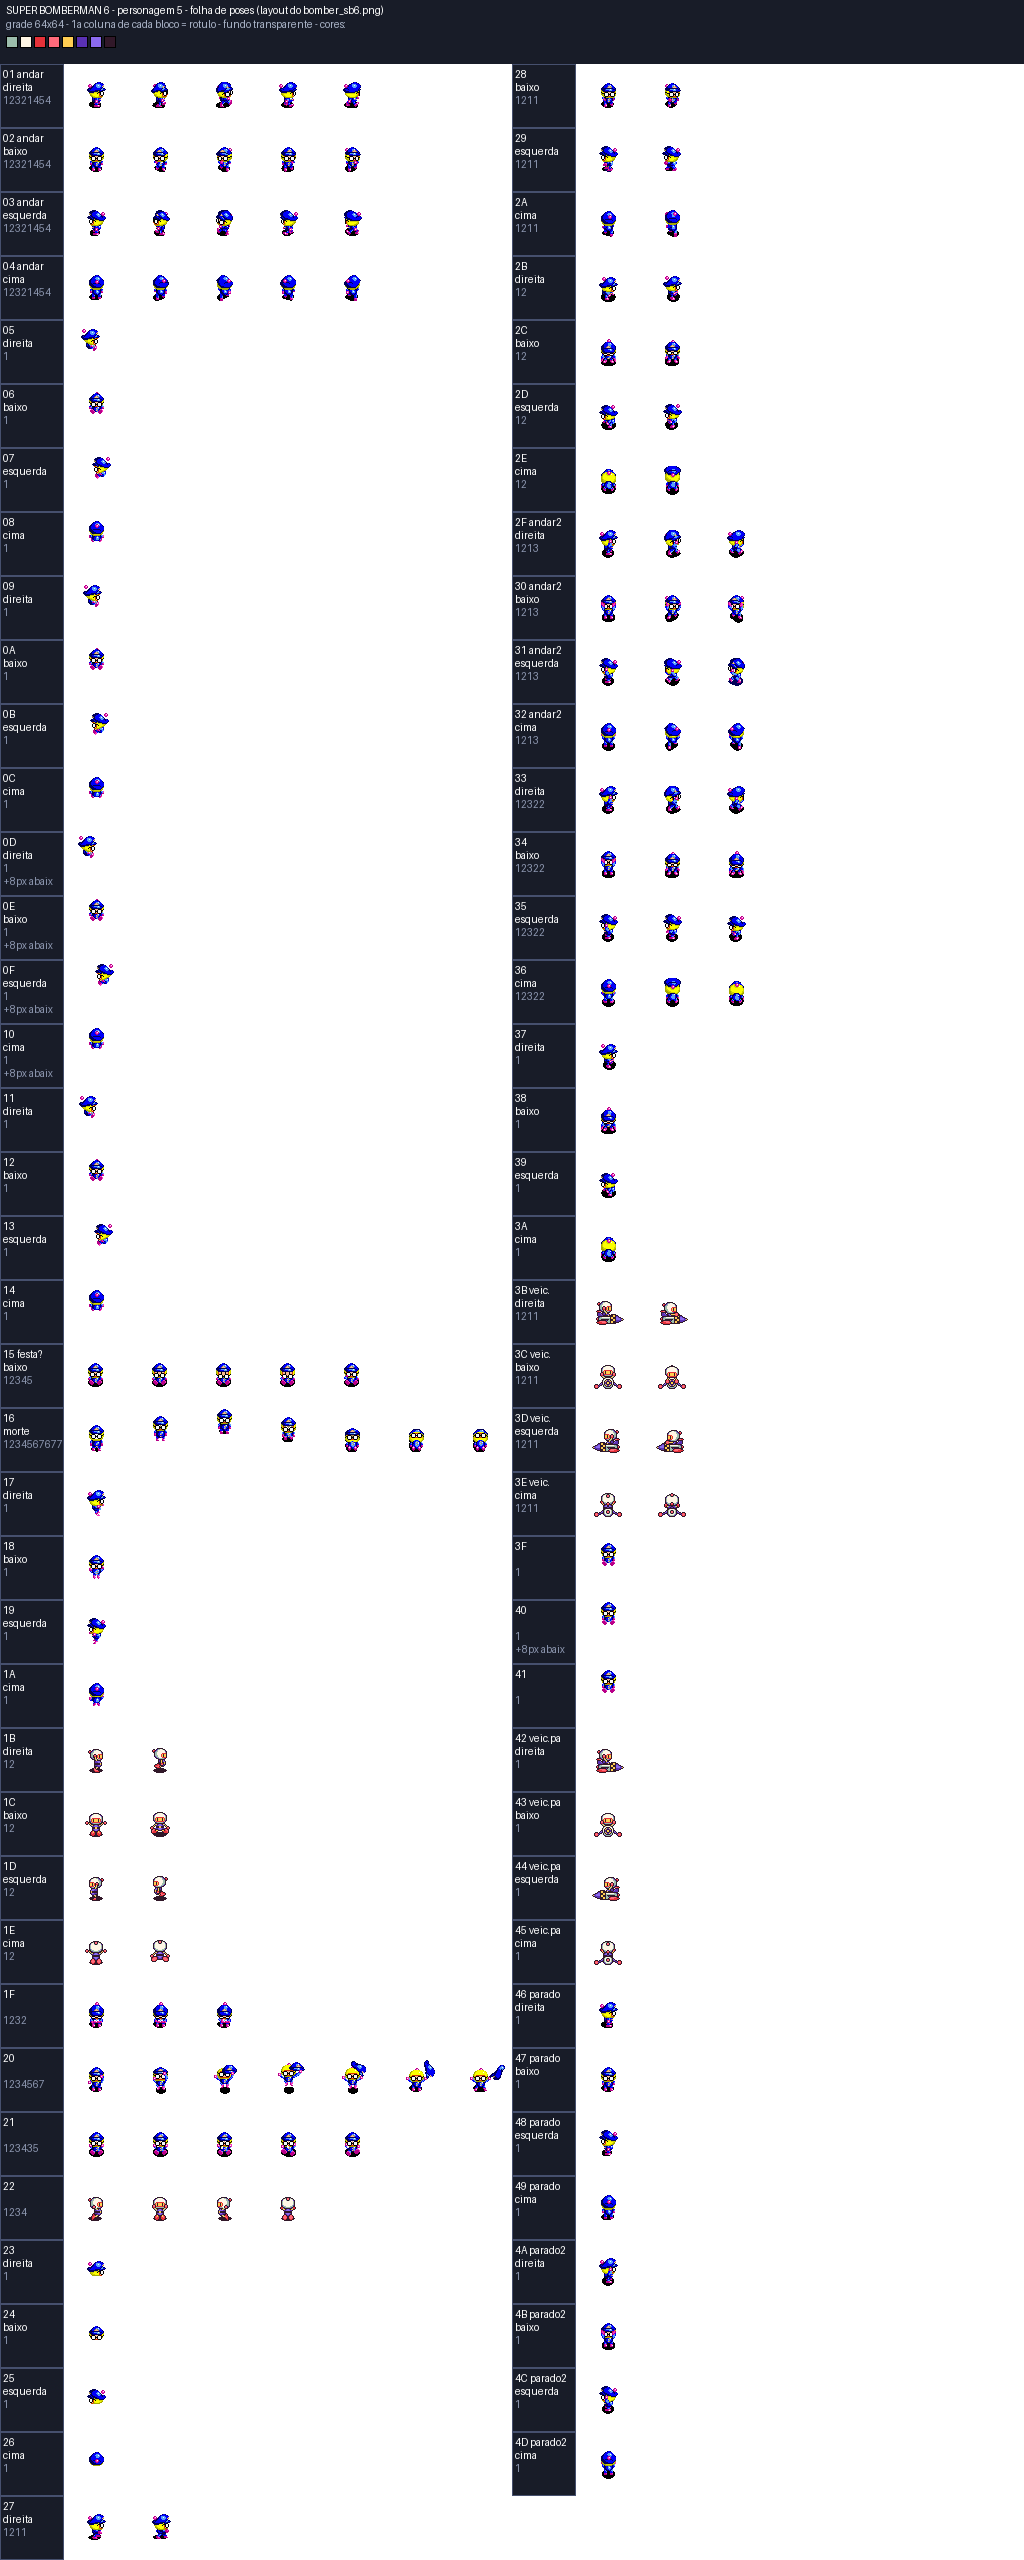 SUPER BOMBERMAN 6 - personagem 5 - folha de poses (layout do bomber_sb6.png)
grade 64x64 - 1a coluna de cada bloco = rotulo - fundo transparente - cores:
01 andar
direita
12321454
02 andar
baixo
12321454
03 andar
esquerda
12321454
04 andar
cima
12321454
05
direita
1
06
baixo
1
07
esquerda
1
08
cima
1
09
direita
1
0A
baixo
1
0B
esquerda
1
0C
cima
1
0D
direita
1
+8px abaix
0E
baixo
1
+8px abaix
0F
esquerda
1
+8px abaix
10
cima
1
+8px abaix
11
direita
1
12
baixo
1
13
esquerda
1
14
cima
1
15 festa?
baixo
12345
16
morte
1234567677
17
direita
1
18
baixo
1
19
esquerda
1
1A
cima
1
1B
direita
12
1C
baixo
12
1D
esquerda
12
1E
cima
12
1F
1232
20
1234567
21
123435
22
1234
23
direita
1
24
baixo
1
25
esquerda
1
26
cima
1
27
direita
1211
28
baixo
1211
29
esquerda
1211
2A
cima
1211
2B
direita
12
2C
baixo
12
2D
esquerda
12
2E
cima
12
2F andar2
direita
1213
30 andar2
baixo
1213
31 andar2
esquerda
1213
32 andar2
cima
1213
33
direita
12322
34
baixo
12322
35
esquerda
12322
36
cima
12322
37
direita
1
38
baixo
1
39
esquerda
1
3A
cima
1
3B veic.
direita
1211
3C veic.
baixo
1211
3D veic.
esquerda
1211
3E veic.
cima
1211
3F
1
40
1
+8px abaix
41
1
42 veic.pa
direita
1
43 veic.pa
baixo
1
44 veic.pa
esquerda
1
45 veic.pa
cima
1
46 parado
direita
1
47 parado
baixo
1
48 parado
esquerda
1
49 parado
cima
1
4A parado2
direita
1
4B parado2
baixo
1
4C parado2
esquerda
1
4D parado2
cima
1